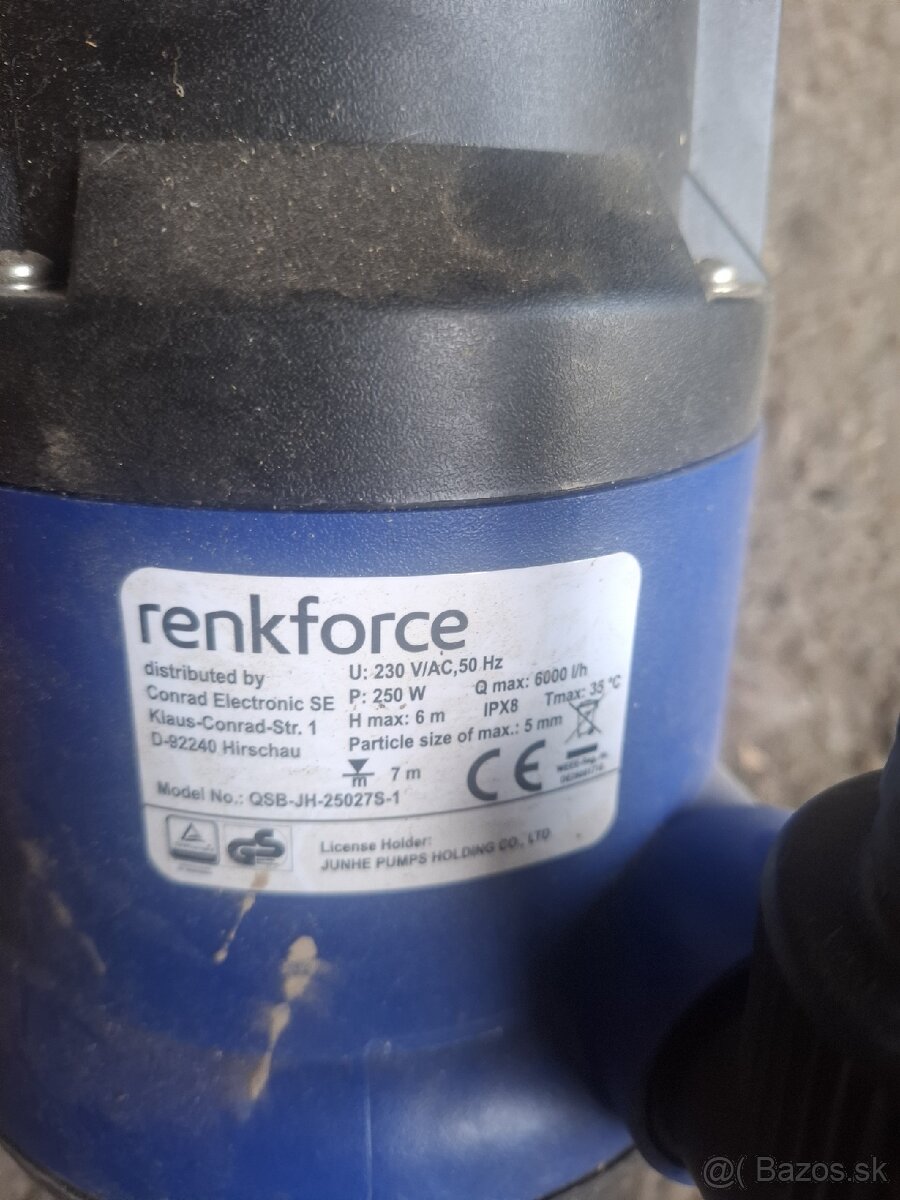 renkforce
distributed by
Conrad Electronic SE
Klaus-Conrad-Str. 1
D-92240 Hirschau
U: 230 V/AC,50 Hz
P: 250 W Q max: 6000 l/h
H max: 6 m IPX8 Tmax: 35 °C
Particle size of max.: 5 mm
m 7 m
CE
Model No.: QSB-JH-25027S-1
GS
License Holder:
JUNHE PUMPS HOLDING CO., LTD
@( Bazos.sk